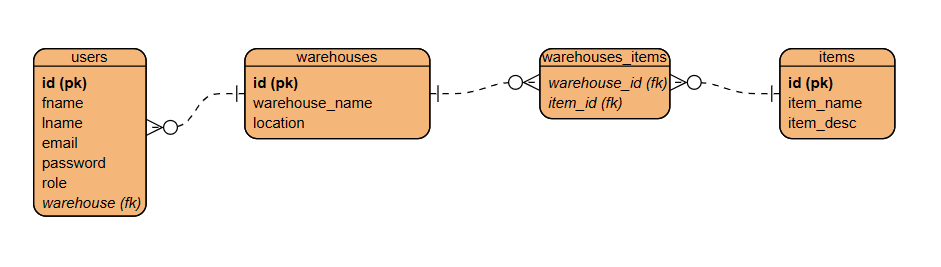 users
id (pk)
fname
lname
email
password
role
warehouse (fk)
warehouses
id (pk)
warehouse_name
location
warehouses_items
warehouse_id (fk)
item_id (fk)
items
id (pk)
item_name
item_desc